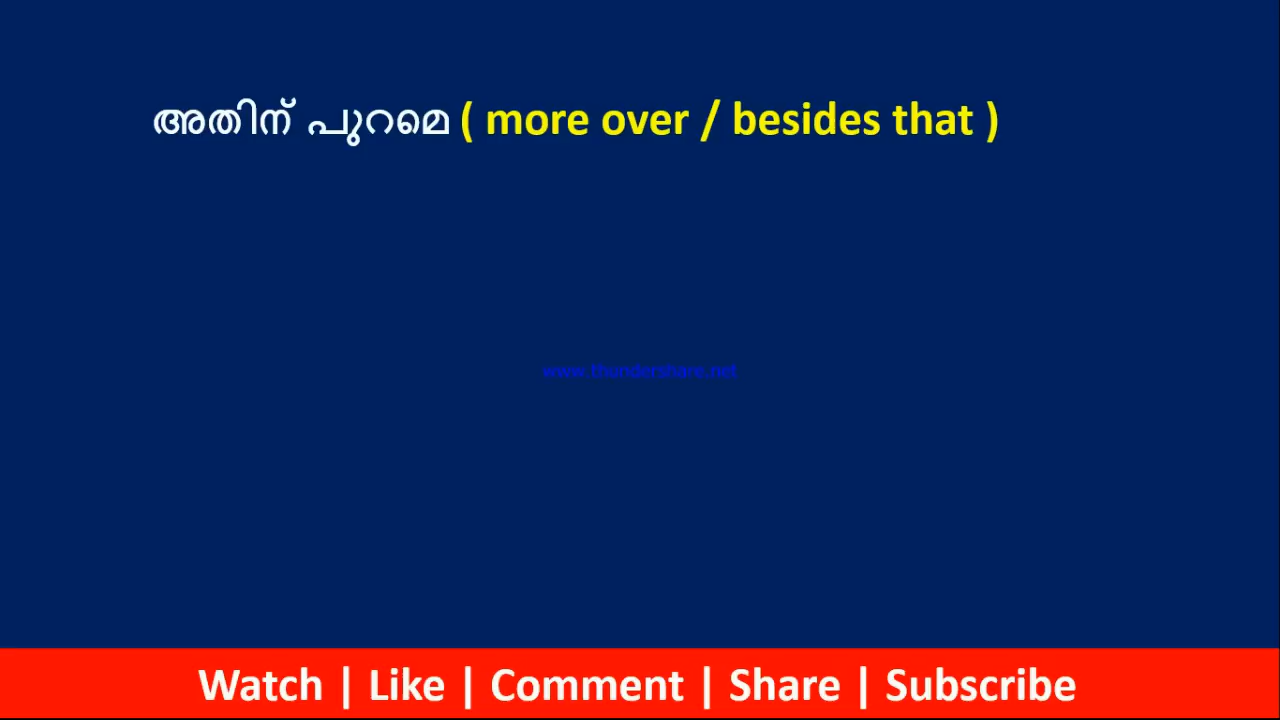 അതിന് പുറമെ ( more over / besides that )
www.thundershare.net
Watch | Like | Comment | Share | Subscribe